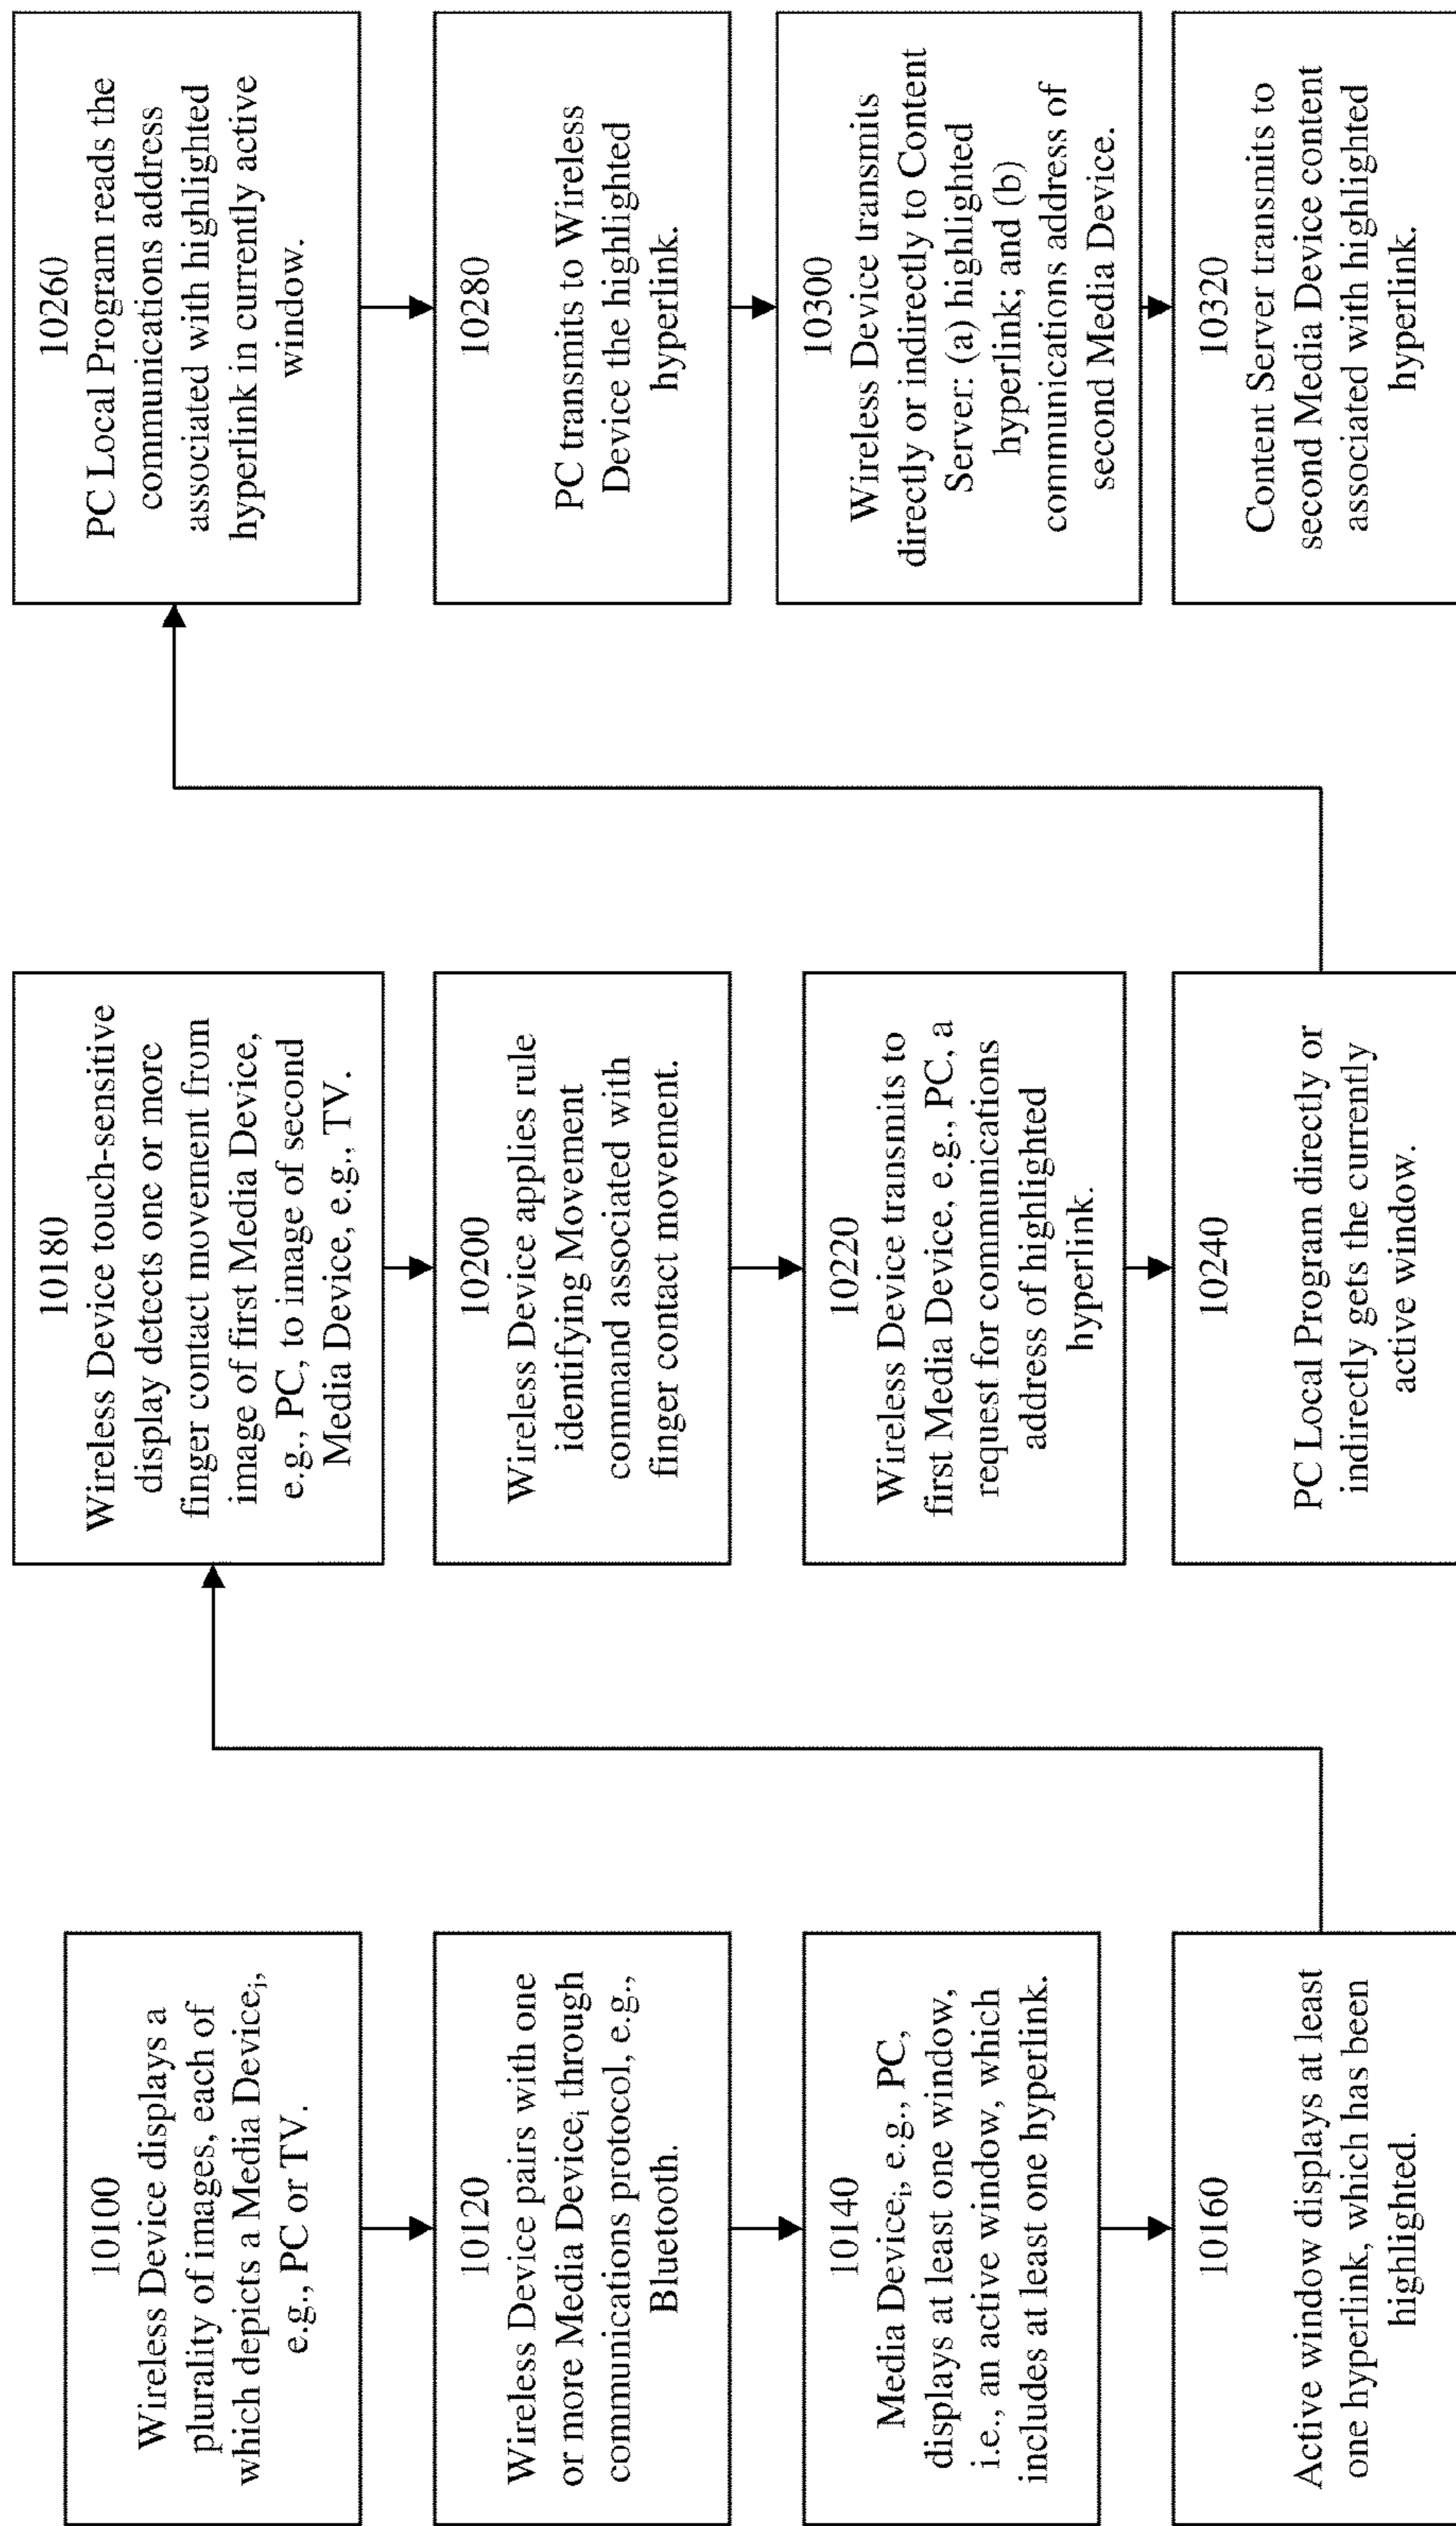 10100
Wireless Device displays a
plurality of images, each of
which depicts a Media Deviceᵢ,
e.g., PC or TV.
10120
Wireless Device pairs with one
or more Media Deviceᵢ through
communications protocol, e.g.,
Bluetooth.
10140
Media Deviceᵢ, e.g., PC,
displays at least one window,
i.e., an active window, which
includes at least one hyperlink.
10160
Active window displays at least
one hyperlink, which has been
highlighted.
10180
Wireless Device touch-sensitive
display detects one or more
finger contact movement from
image of first Media Device,
e.g., PC, to image of second
Media Device, e.g., TV.
10200
Wireless Device applies rule
identifying Movement
command associated with
finger contact movement.
10220
Wireless Device transmits to
first Media Device, e.g., PC, a
request for communications
address of highlighted
hyperlink.
10240
PC Local Program directly or
indirectly gets the currently
active window.
10260
PC Local Program reads the
communications address
associated with highlighted
hyperlink in currently active
window.
10280
PC transmits to Wireless
Device the highlighted
hyperlink.
10300
Wireless Device transmits
directly or indirectly to Content
Server: (a) highlighted
hyperlink; and (b)
communications address of
second Media Device.
10320
Content Server transmits to
second Media Device content
associated with highlighted
hyperlink.